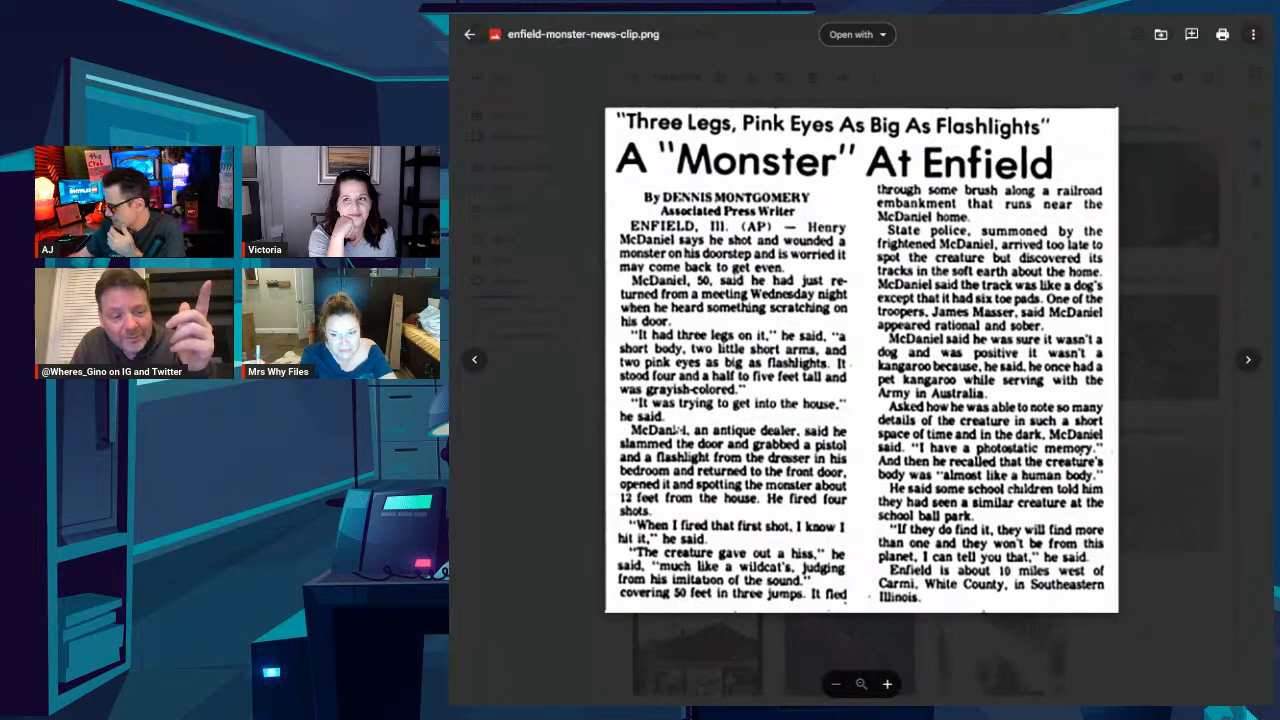 enfield-monster-news-clip.png
Open with
"Three Legs, Pink Eyes As Big As Flashlights"
A "Monster" At Enfield
By DENNIS MONTGOMERY
Associated Press Writer
ENFIELD, Ill. (AP) — Henry
McDaniel says he shot and wounded a
monster on his doorstep and is worried it
may come back to get even.
McDaniel, 50, said he had just re-
turned from a meeting Wednesday night
when he heard something scratching on
his door.
"It had three legs on it," he said, "a
short body, two little short arms, and
two pink eyes as big as flashlights. It
stood four and a half to five feet tall and
was grayish-colored."
"It was trying to get into the house,"
he said.
McDaniel, an antique dealer, said he
slammed the door and grabbed a pistol
and a flashlight from the dresser in his
bedroom and returned to the front door,
opened it and spotting the monster about
12 feet from the house. He fired four
shots.
"When I fired that first shot, I know I
hit it," he said.
"The creature gave out a hiss," he
said, "much like a wildcat's, judging
from his imitation of the sound."
covering 50 feet in three jumps. It fled
through some brush along a railroad
embankment that runs near the
McDaniel home.
State police, summoned by the
frightened McDaniel, arrived too late to
spot the creature but discovered its
tracks in the soft earth about the home.
McDaniel said the track was like a dog's
except that it had six toe pads. One of the
troopers, James Masser, said McDaniel
appeared rational and sober.
McDaniel said he was sure it wasn't a
dog and was positive it wasn't a
kangaroo because, he said, he once had a
pet kangaroo while serving with the
Army in Australia.
Asked how he was able to note so many
details of the creature in such a short
space of time and in the dark, McDaniel
said. "I have a photostatic memory."
And then he recalled that the creature's
body was "almost like a human body."
He said some school children told him
they had seen a similar creature at the
school ball park.
"If they do find it, they will find more
than one and they won't be from this
planet, I can tell you that," he said.
Enfield is about 10 miles west of
Carmi, White County, in Southeastern
Illinois.
AJ
Victoria
@Wheres_Gino on IG and Twitter
Mrs Why Files